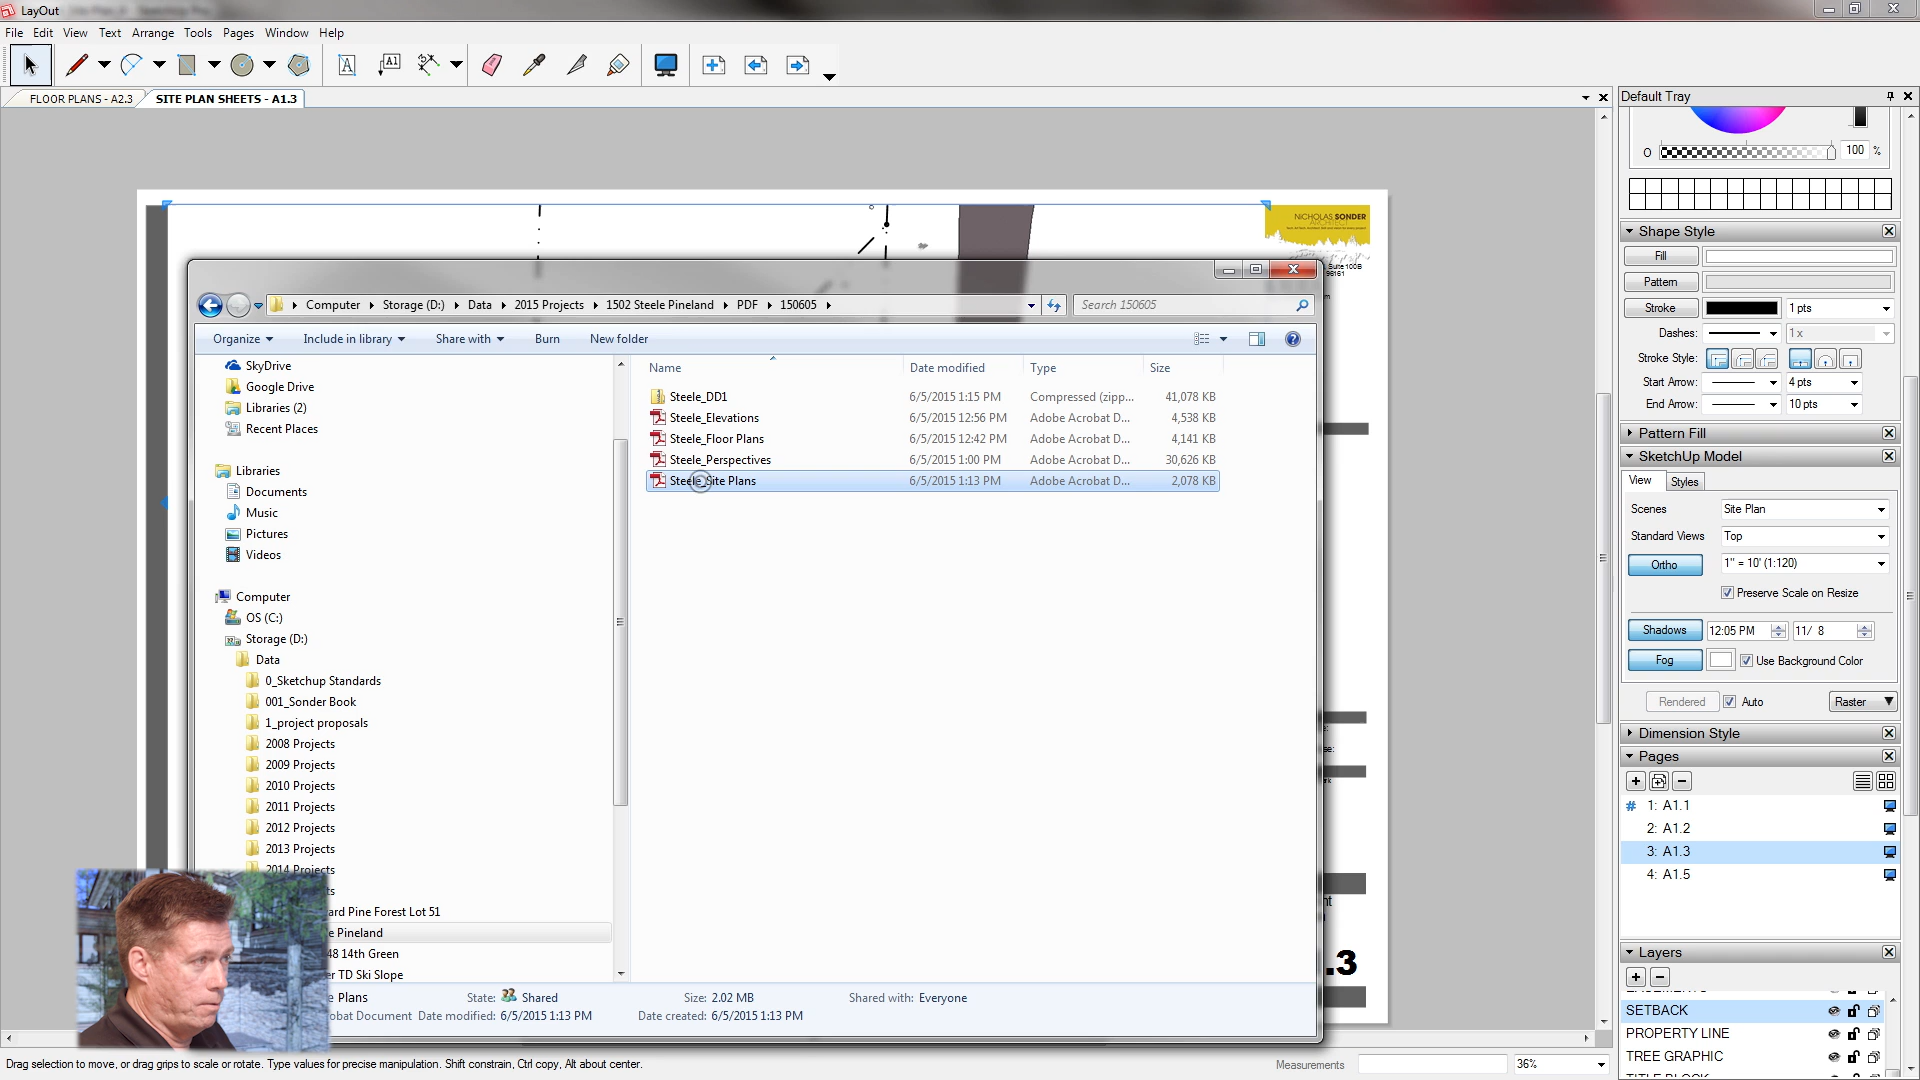 LayOut
File Edit View Text Arrange Tools Pages Window Help
FLOOR PLANS - A2.3 SITE PLAN SHEETS - A1.3
Default Tray
O 100 %
NICHOLAS SONDER
ARCHITECT
Suite 100B
96161
Computer Storage (D:) Data 2015 Projects 1502 Steele Pineland PDF 150605
Search 150605
Organize Include in library Share with Burn New folder
SkyDrive
Google Drive
Libraries (2)
Recent Places
Libraries
Documents
Music
Pictures
Videos
Computer
OS (C:)
Storage (D:)
Data
0_Sketchup Standards
001_Sonder Book
1_project proposals
2008 Projects
2009 Projects
2010 Projects
2011 Projects
2012 Projects
2013 Projects
2014 Projects
ard Pine Forest Lot 51
e Pineland
48 14th Green
er TD Ski Slope
Name Date modified Type Size
Steele_DD1 6/5/2015 1:15 PM Compressed (zipp... 41,078 KB
Steele_Elevations 6/5/2015 12:56 PM Adobe Acrobat D... 4,538 KB
Steele_Floor Plans 6/5/2015 12:42 PM Adobe Acrobat D... 4,141 KB
Steele_Perspectives 6/5/2015 1:00 PM Adobe Acrobat D... 30,626 KB
Steele_Site Plans 6/5/2015 1:13 PM Adobe Acrobat D... 2,078 KB
e Plans State: Shared Size: 2.02 MB Shared with: Everyone
obat Document Date modified: 6/5/2015 1:13 PM Date created: 6/5/2015 1:13 PM
.3
Shape Style
Fill
Pattern
Stroke 1 pts
Dashes: 1 x
Stroke Style:
Start Arrow: 4 pts
End Arrow: 10 pts
Pattern Fill
SketchUp Model
View Styles
Scenes Site Plan
Standard Views Top
Ortho 1" = 10' (1:120)
Preserve Scale on Resize
Shadows 12:05 PM 11/ 8
Fog Use Background Color
Rendered Auto Raster
Dimension Style
Pages
# 1: A1.1
2: A1.2
3: A1.3
4: A1.5
Layers
SETBACK
PROPERTY LINE
TREE GRAPHIC
TITLE BLOCK
Drag selection to move, or drag grips to scale or rotate. Type values for precise manipulation. Shift constrain, Ctrl copy, Alt about center.
Measurements 36%